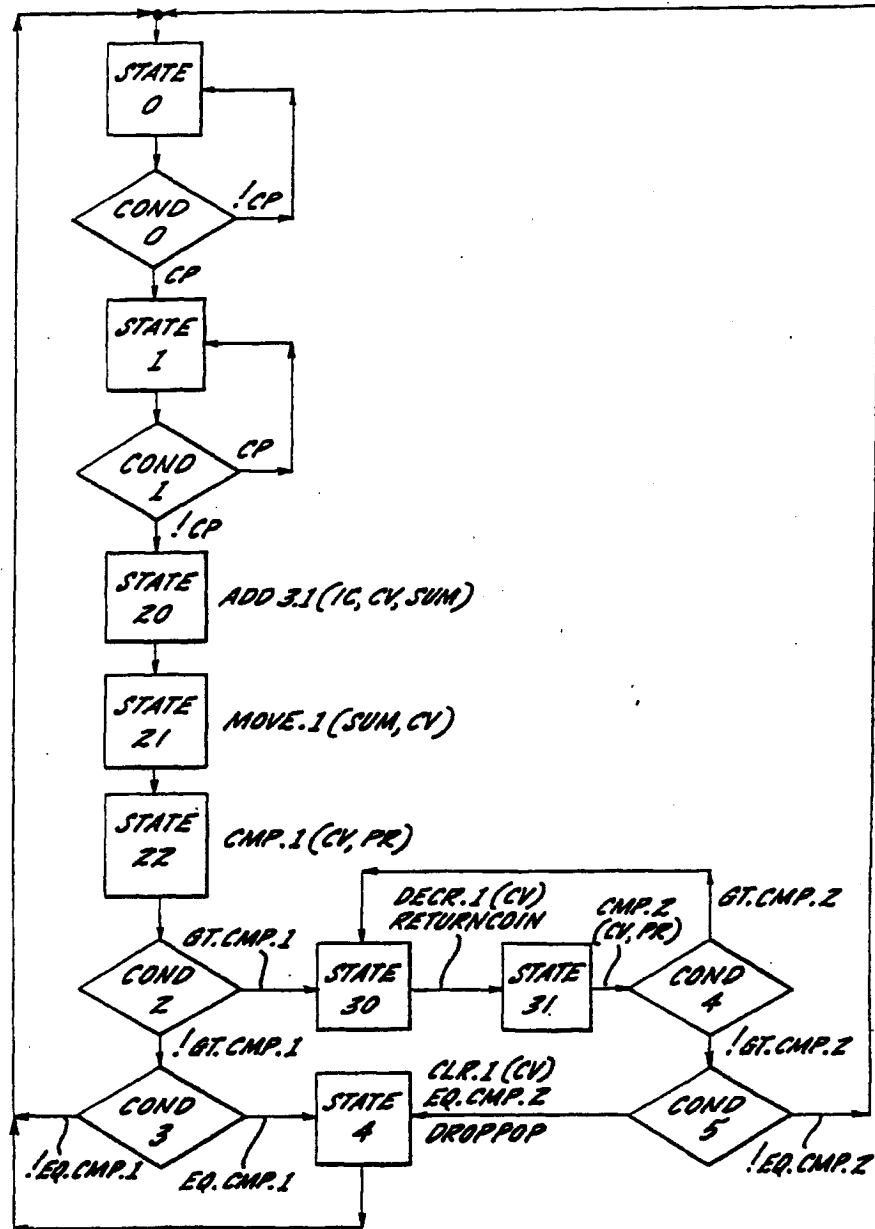 STATE
0
COND
0
!CP
CP
STATE
1
COND
1
CP
!CP
STATE
20
ADD 3.1 (IC, CV, SUM)
STATE
21
MOVE.1 (SUM, CV)
STATE
22
CMP.1 (CV, PR)
COND
2
GT.CMP.1
!GT.CMP.1
STATE
30
DECR.1 (CV)
RETURNCOIN
STATE
31
CMP.2
(CV, PR)
COND
4
GT.CMP.2
!GT.CMP.2
COND
3
!EQ.CMP.1
EQ.CMP.1
STATE
4
CLR.1 (CV)
EQ.CMP.2
DROPPOP
COND
5
!EQ.CMP.2